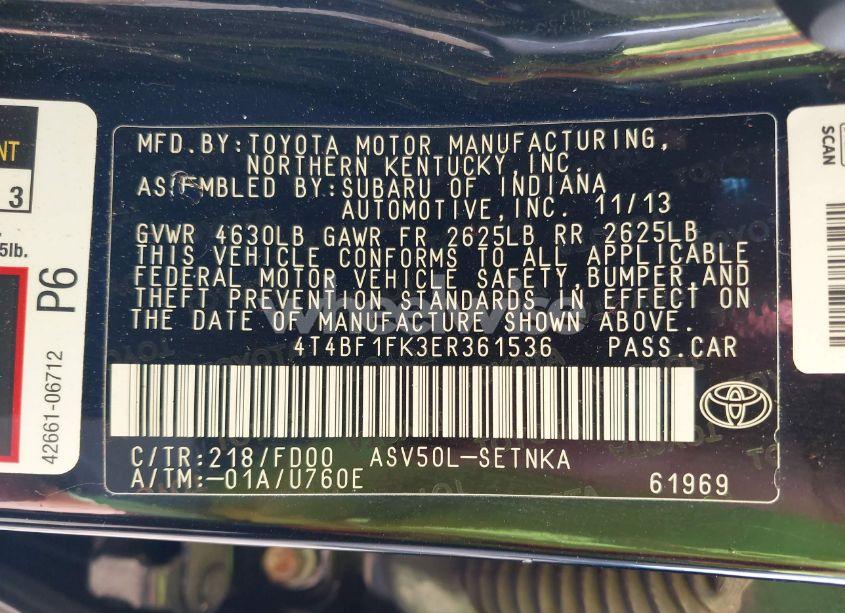 MFD.BY:TOYOTA MOTOR MANUFACTURING,
NORTHERN KENTUCKY,INC.
ASSEMBLED BY:SUBARU OF INDIANA
AUTOMOTIVE,INC. 11/13
GVWR 4630LB GAWR FR 2625LB RR 2625LB
THIS VEHICLE CONFORMS TO ALL APPLICABLE
FEDERAL MOTOR VEHICLE SAFETY,BUMPER,AND
THEFT PREVENTION STANDARDS IN EFFECT ON
THE DATE OF MANUFACTURE SHOWN ABOVE.
4T4BF1FK3ER361536 PASS.CAR
C/TR:218/FD00 ASV50L-SETNKA
A/TM:-01A/U760E 61969
3
5lb.
P6
42661-06712
SCAN
wheelwise
TOYOTA